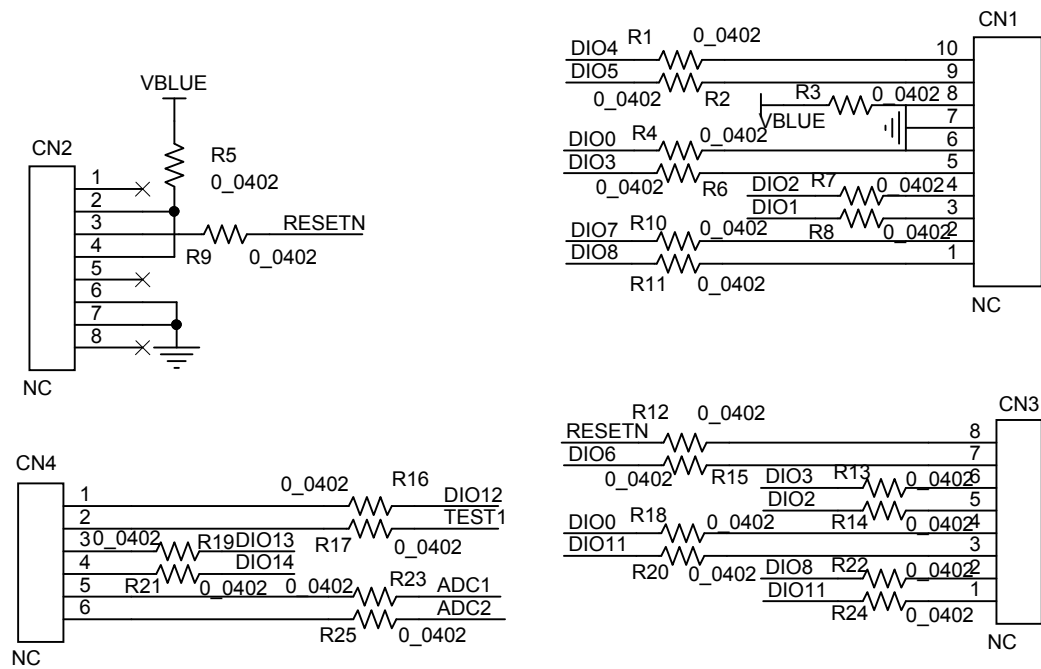 CN1
R1 0_0402
DIO4 10
DIO5 9
0_0402 R2
R3 0_0402 8
VBLUE 7
DIO0 R4 0_0402 6
DIO3 5
0_0402 R6
DIO2 R7 0_0402 4
DIO1 3
R8 0_0402
DIO7 R10 0_0402 2
DIO8 1
R11 0_0402
NC
VBLUE
CN2
R5
0_0402
1
2
3 RESETN
4 R9 0_0402
5
6
7
8
NC
CN3
R12 0_0402
RESETN 8
DIO6 7
0_0402 R15
DIO3 R13 0_0402 6
DIO2 5
R14 0_0402
DIO0 R18 0_0402 4
DIO11 3
R20 0_0402
DIO8 R22 0_0402 2
DIO11 1
R24 0_0402
NC
CN4
0_0402 R16
1 DIO12
2 TEST1
R17 0_0402
3 0_0402 R19 DIO13
4 DIO14
R21 0_0402
0_0402 R23
5 ADC1
6 ADC2
R25 0_0402
NC